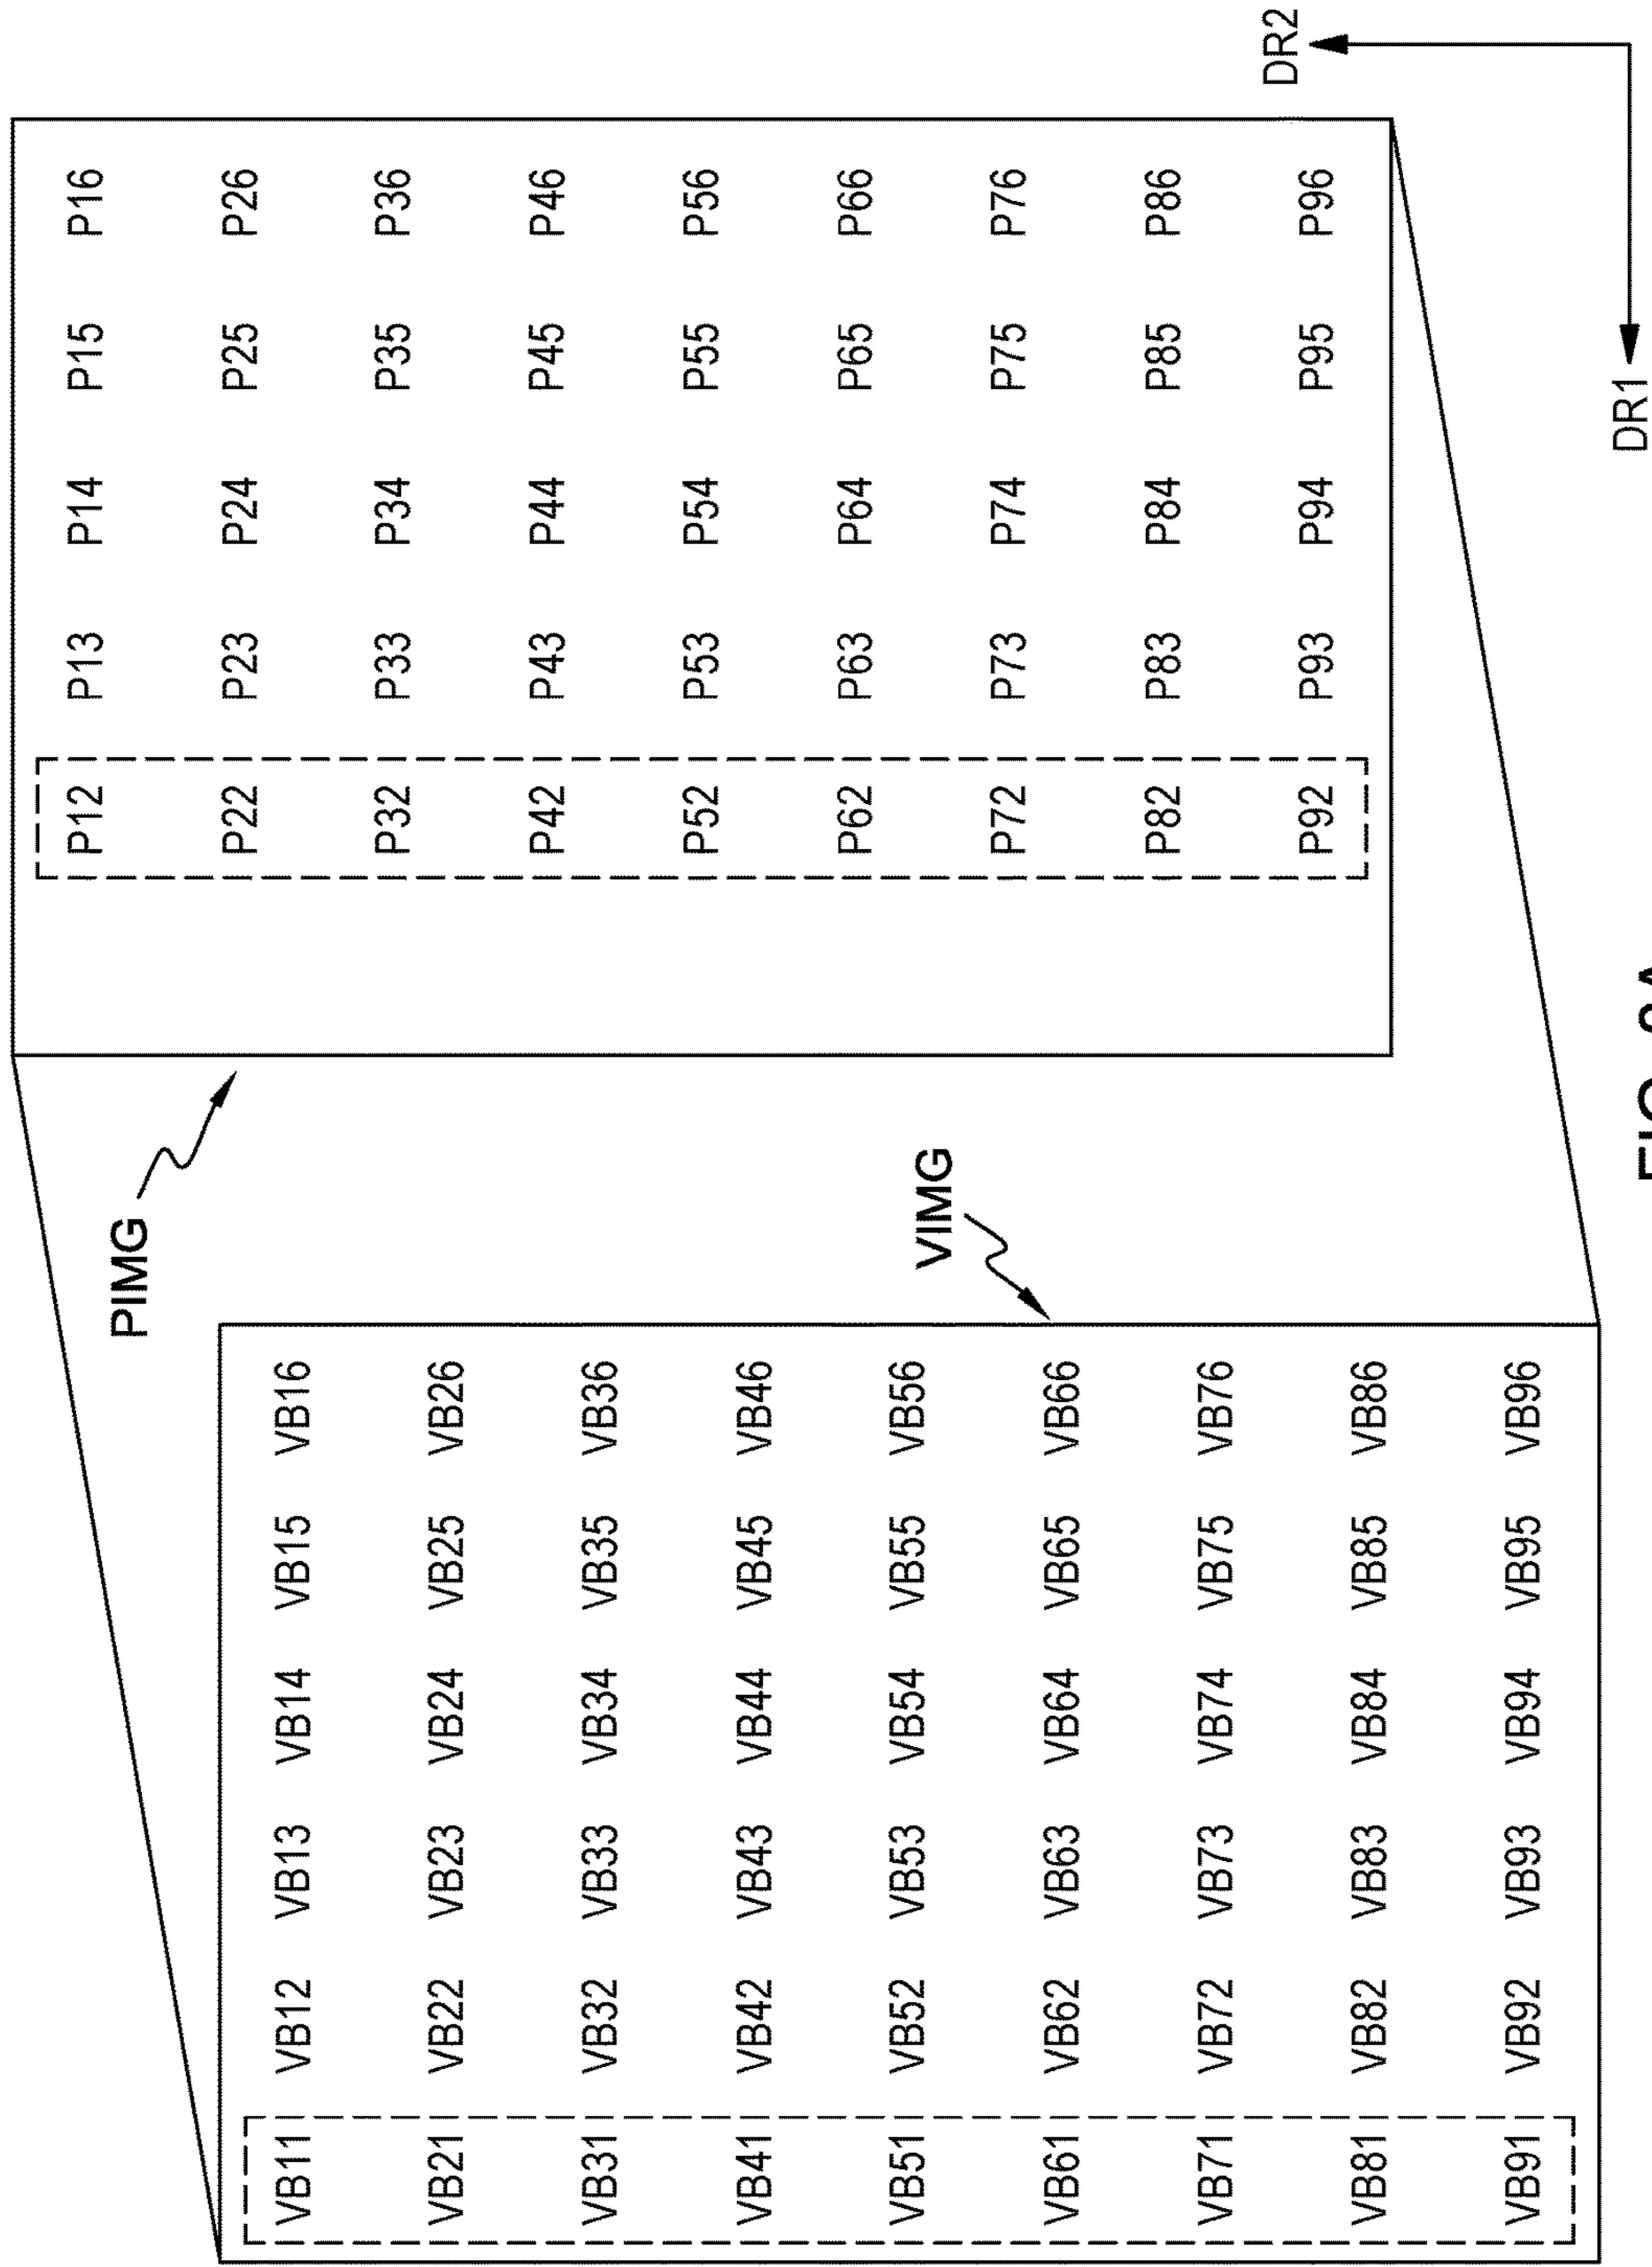 VB11 VB12 VB13 VB14 VB15 VB16
VB21 VB22 VB23 VB24 VB25 VB26
VB31 VB32 VB33 VB34 VB35 VB36
VB41 VB42 VB43 VB44 VB45 VB46
VB51 VB52 VB53 VB54 VB55 VB56
VB61 VB62 VB63 VB64 VB65 VB66
VB71 VB72 VB73 VB74 VB75 VB76
VB81 VB82 VB83 VB84 VB85 VB86
VB91 VB92 VB93 VB94 VB95 VB96
PIMG
VIMG
P12 P13 P14 P15 P16
P22 P23 P24 P25 P26
P32 P33 P34 P35 P36
P42 P43 P44 P45 P46
P52 P53 P54 P55 P56
P62 P63 P64 P65 P66
P72 P73 P74 P75 P76
P82 P83 P84 P85 P86
P92 P93 P94 P95 P96
DR2
DR1
FIG.